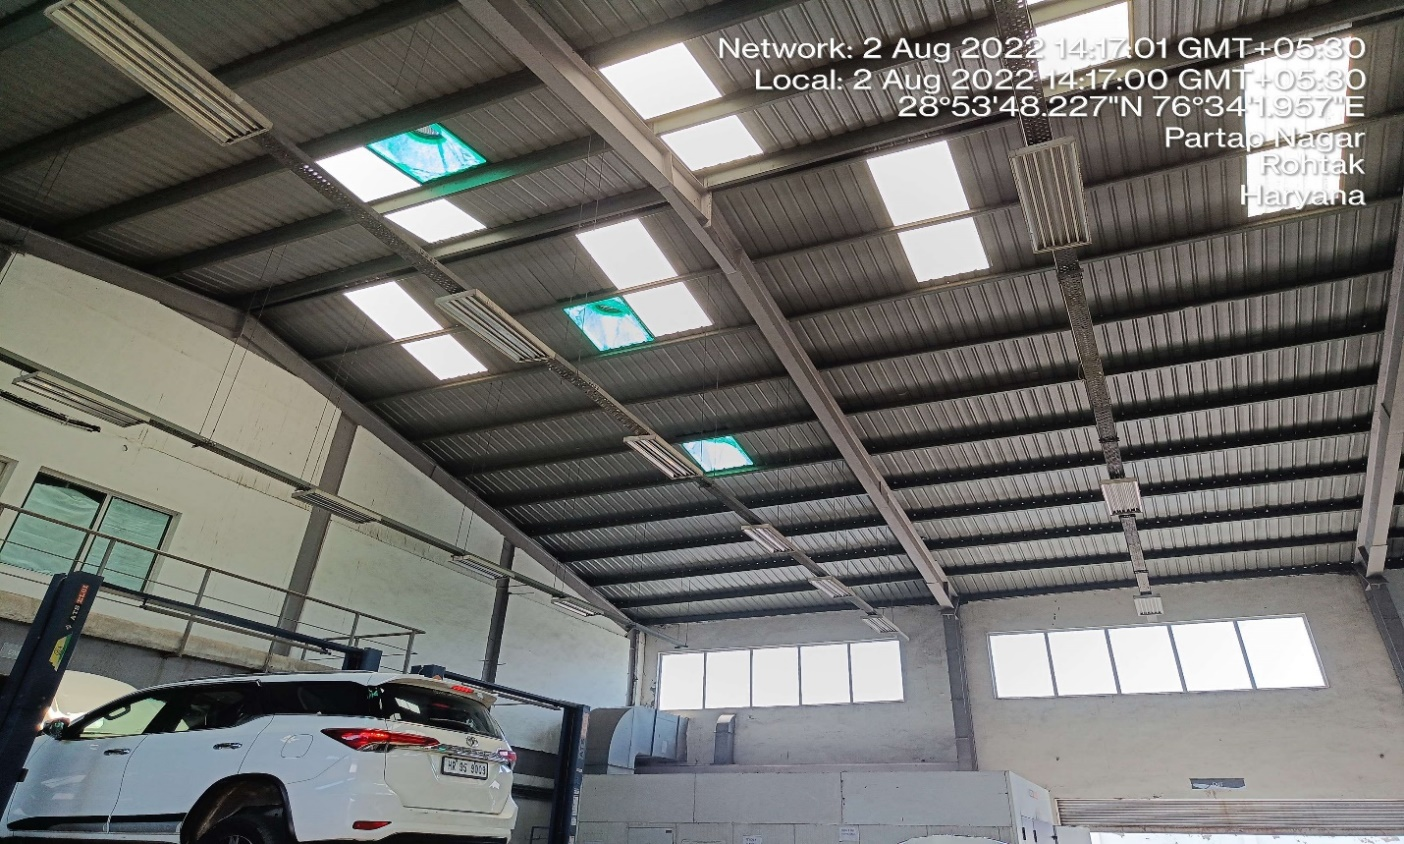 Network: 2 Aug 2022 14:17:01 GMT+05:30
Local: 2 Aug 2022 14:17:00 GMT+05:30
28°53'48.227"N 76°34'1.957"E
Partap Nagar
Rohtak
Haryana